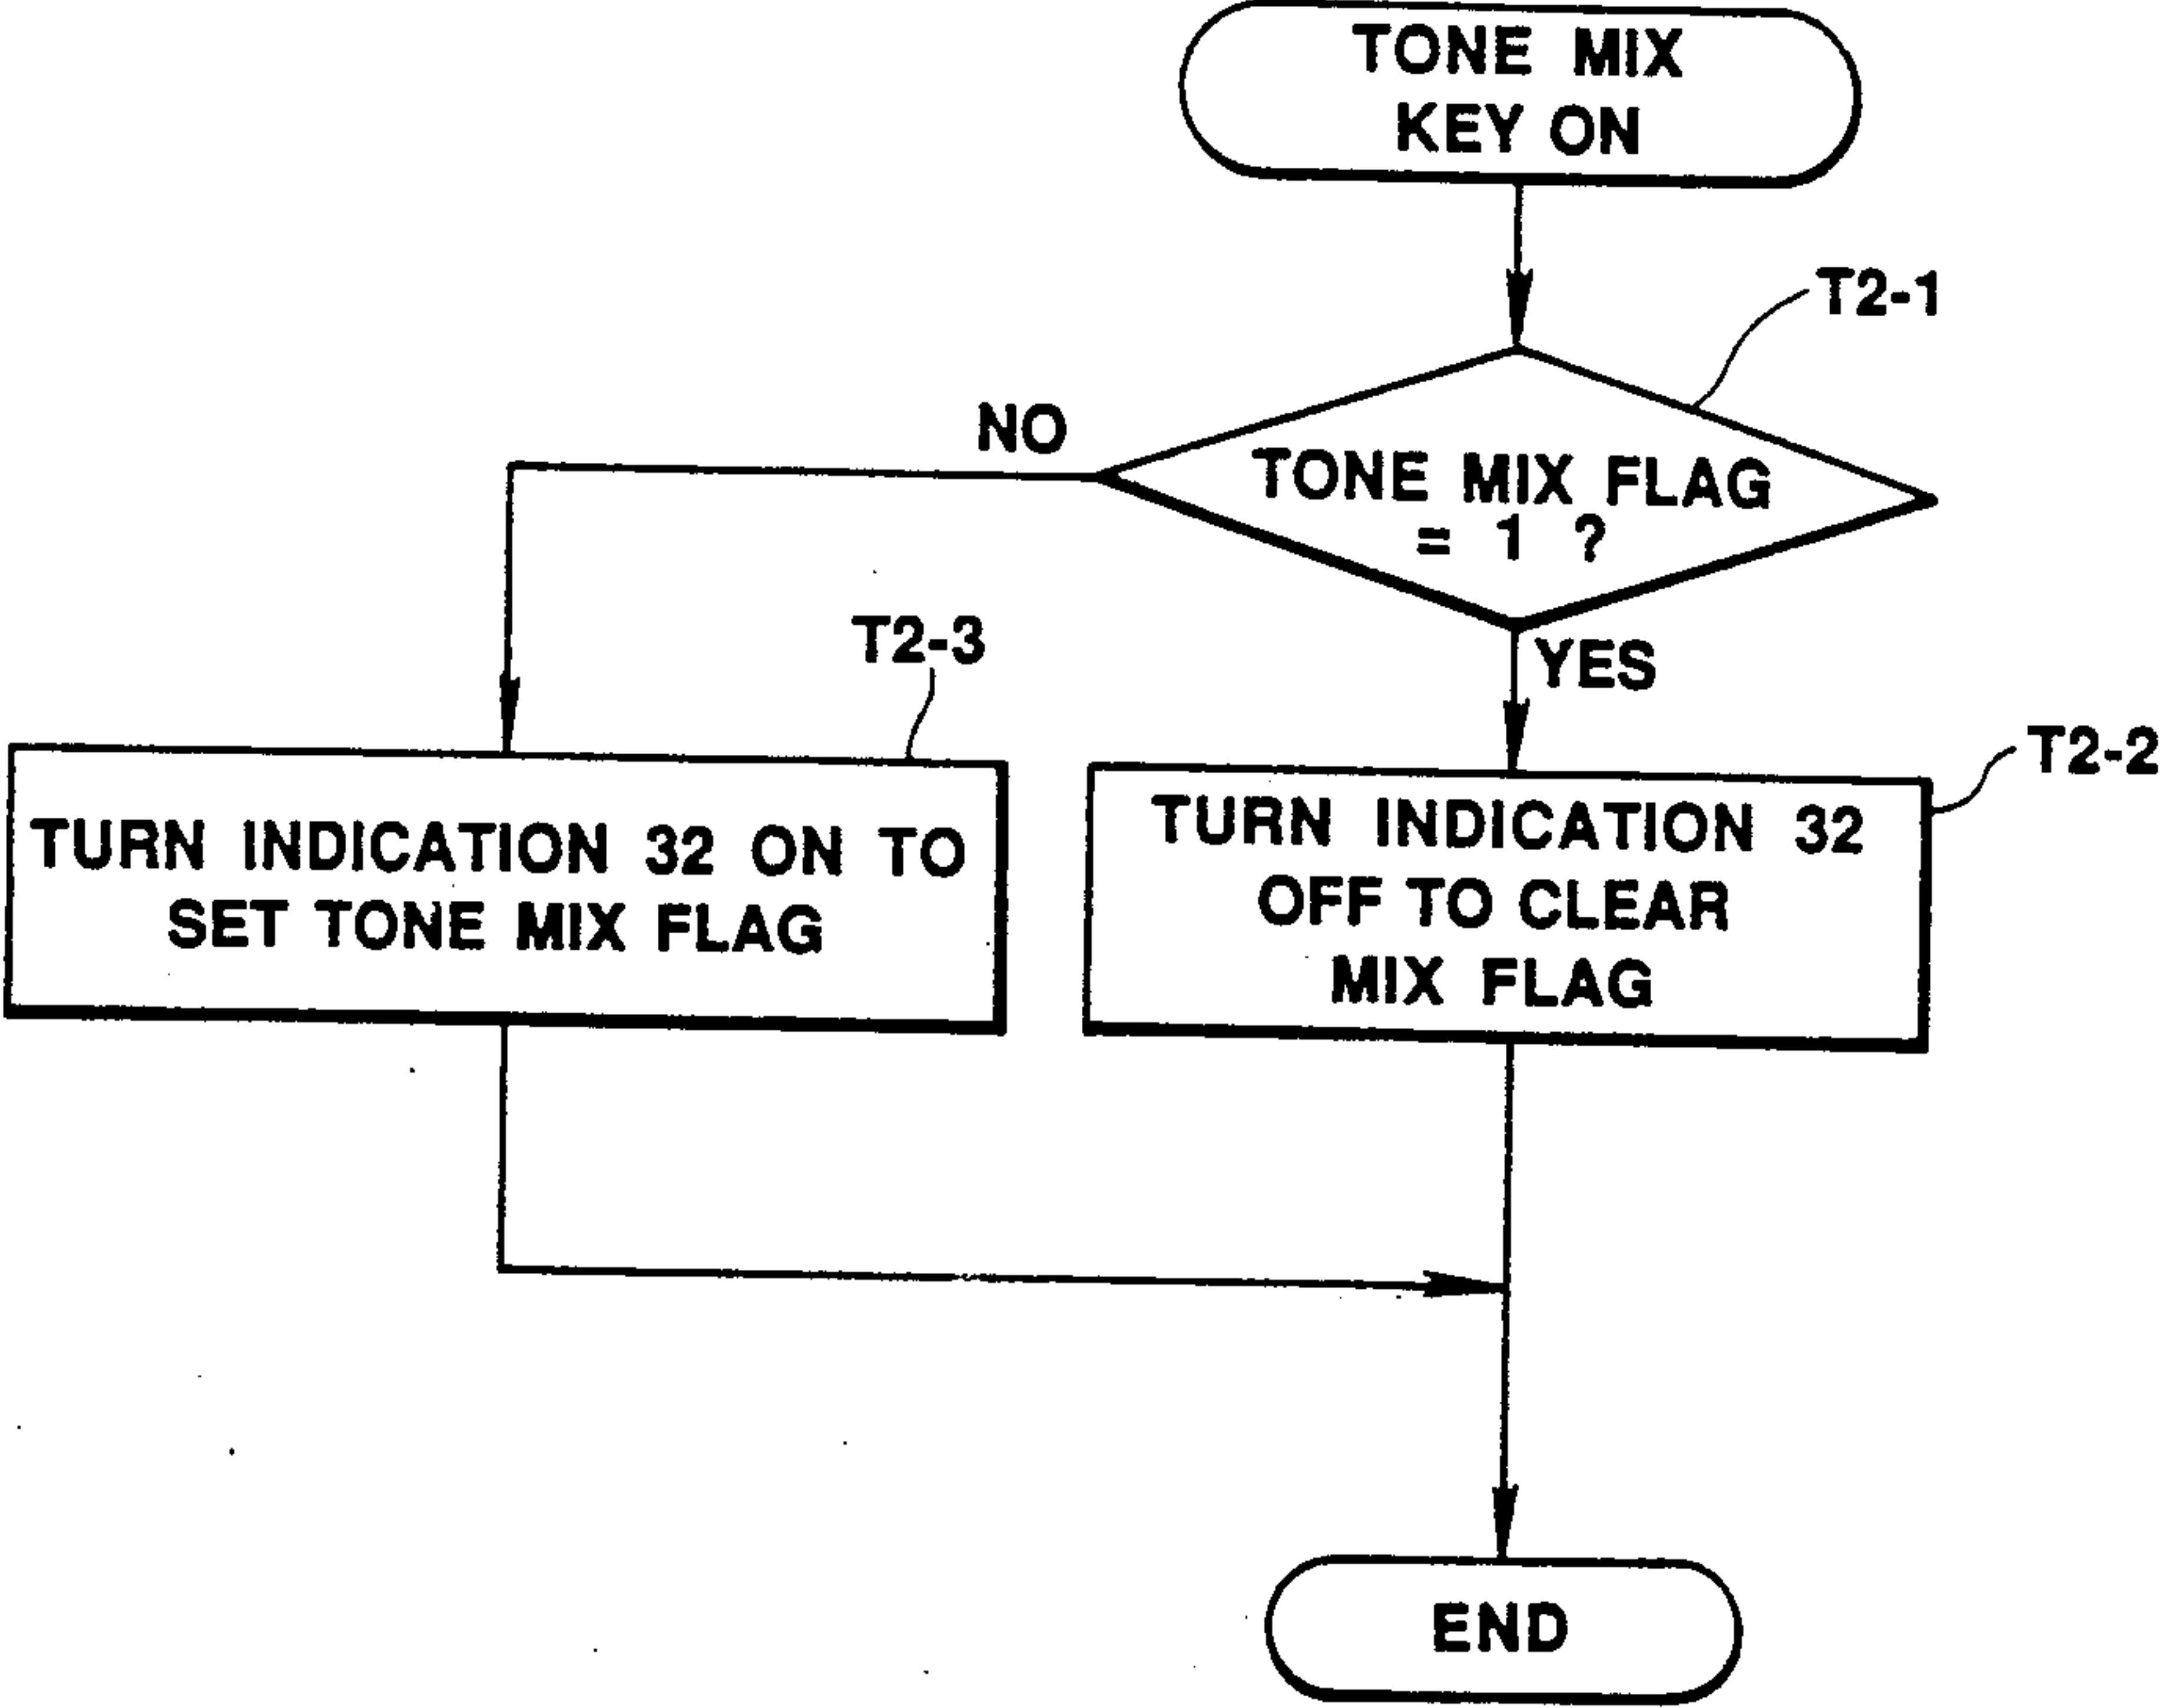 TONE MIX
KEY ON
T2-1
NO
TONE MIX FLAG
= 1 ?
YES
T2-3
TURN INDICATION 32 ON TO
SET TONE MIX FLAG
T2-2
TURN INDICATION 32
OFF TO CLEAR
MIX FLAG
END